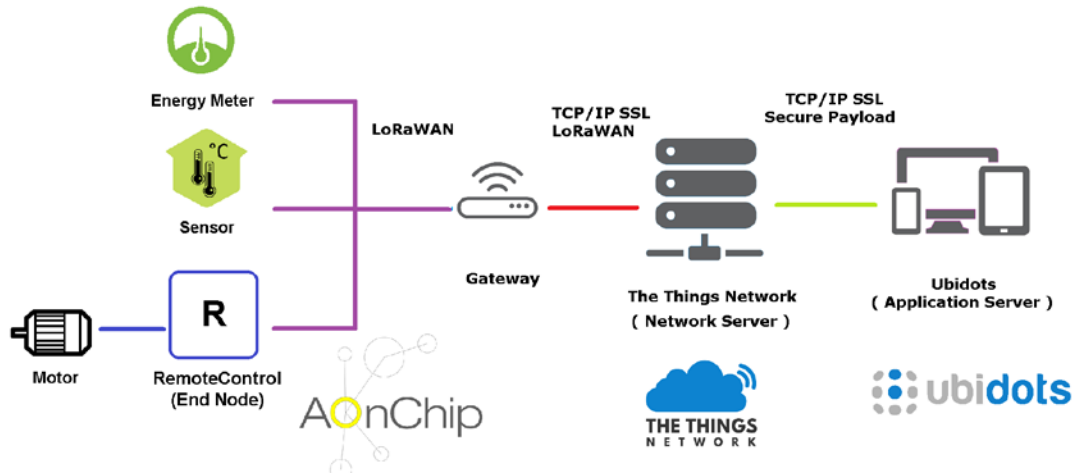 Energy Meter
°C
Sensor
R
Motor
RemoteControl
(End Node)
LoRaWAN
Gateway
TCP/IP SSL
LoRaWAN
The Things Network
( Network Server )
TCP/IP SSL
Secure Payload
Ubidots
( Application Server )
AonChip
THE THINGS
NETWORK
ubidots